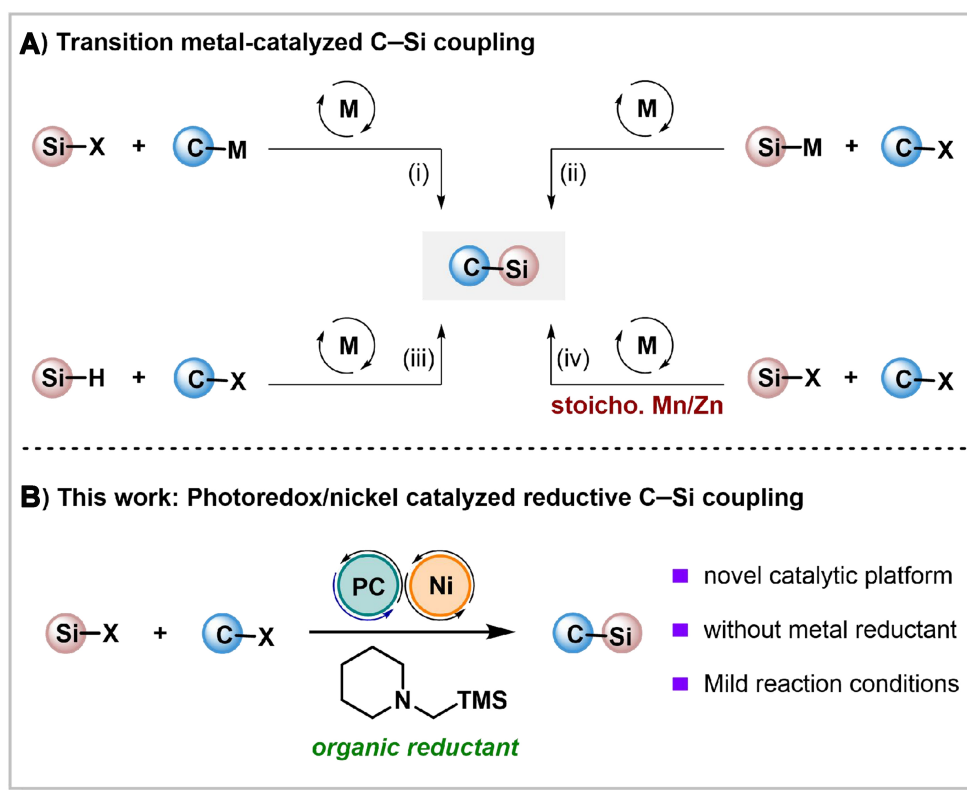 A) Transition metal-catalyzed C–Si coupling
Si–X + C–M
M
(i)
M
(ii)
Si–M + C–X
C–Si
Si–H + C–X
M
(iii)
(iv)
M
stoicho. Mn/Zn
Si–X + C–X
B) This work: Photoredox/nickel catalyzed reductive C–Si coupling
Si–X + C–X
PC Ni
N TMS
organic reductant
C–Si
novel catalytic platform
without metal reductant
Mild reaction conditions